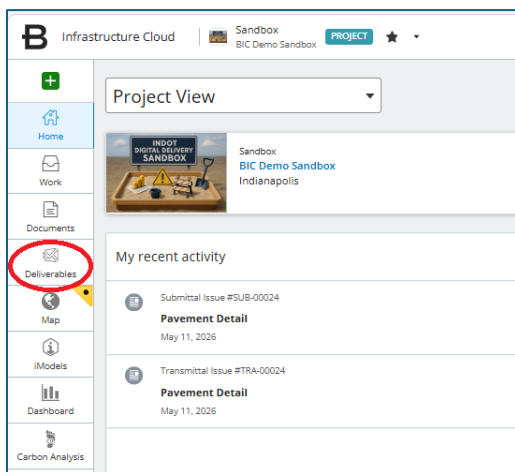 B Infrastructure Cloud
Sandbox
BIC Demo Sandbox
PROJECT
Home
Work
Documents
Deliverables
Map
iModels
Dashboard
Carbon Analysis
Project View
INDOT
DIGITAL DELIVERY
SANDBOX
Sandbox
BIC Demo Sandbox
Indianapolis
My recent activity
Submittal Issue #SUB-00024
Pavement Detail
May 11, 2026
Transmittal Issue #TRA-00024
Pavement Detail
May 11, 2026